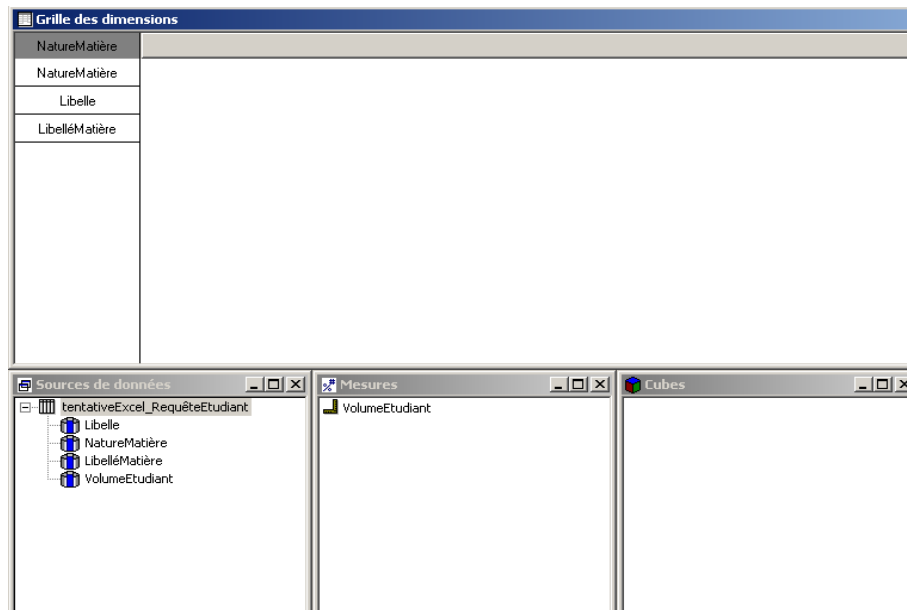 Grille des dimensions
NatureMatière
NatureMatière
Libelle
LibelléMatière
Sources de données
tentativeExcel_RequêteEtudiant
Libelle
NatureMatière
LibelléMatière
VolumeEtudiant
Mesures
VolumeEtudiant
Cubes